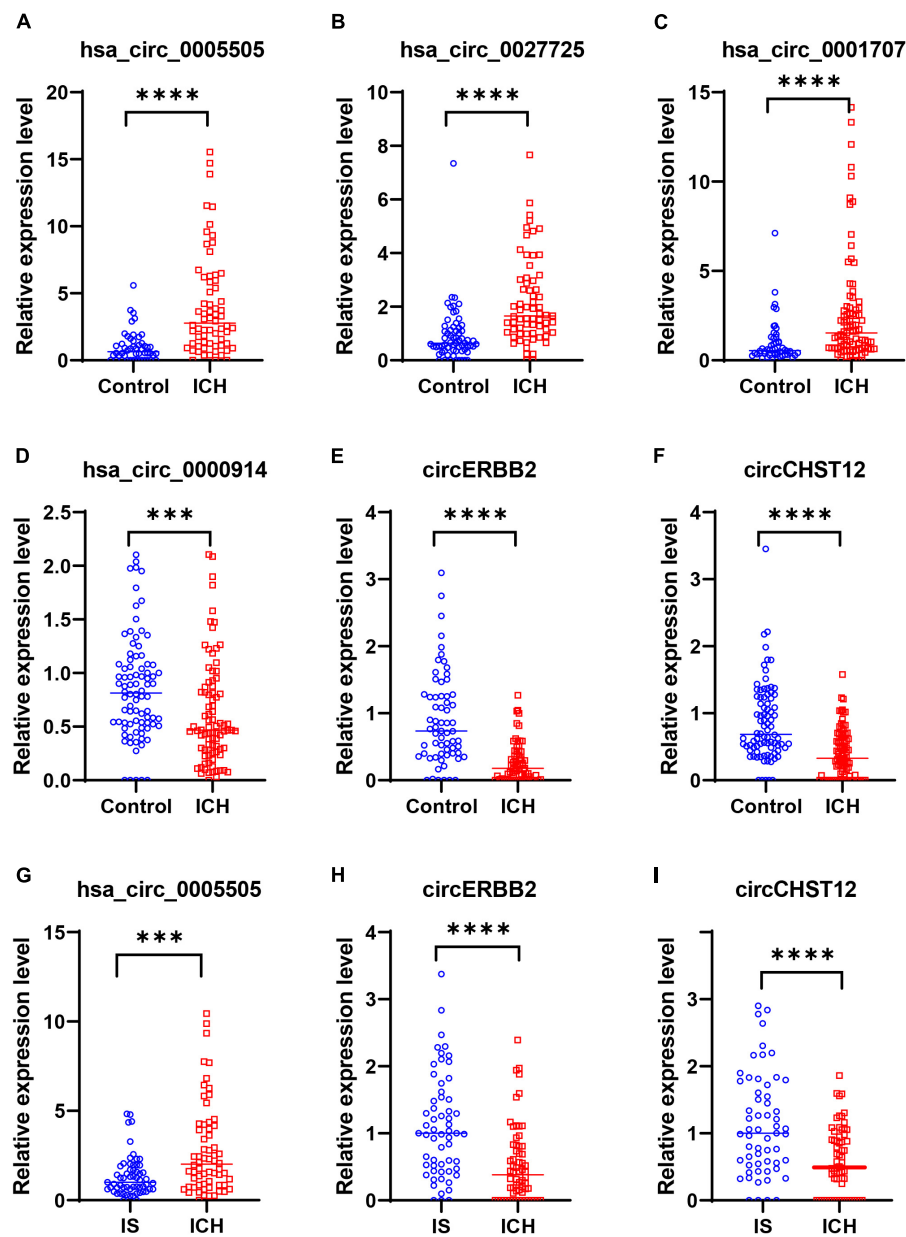 A
hsa_circ_0005505
Relative expression level
20
15
10
5
0
****
Control
ICH
B
hsa_circ_0027725
Relative expression level
10
8
6
4
2
0
****
Control
ICH
C
hsa_circ_0001707
Relative expression level
15
10
5
0
****
Control
ICH
D
hsa_circ_0000914
Relative expression level
2.5
2.0
1.5
1.0
0.5
0.0
***
Control
ICH
E
circERBB2
Relative expression level
4
3
2
1
0
****
Control
ICH
F
circCHST12
Relative expression level
4
3
2
1
0
****
Control
ICH
G
hsa_circ_0005505
Relative expression level
15
10
5
0
***
IS
ICH
H
circERBB2
Relative expression level
4
3
2
1
0
****
IS
ICH
I
circCHST12
Relative expression level
3
2
1
0
****
IS
ICH